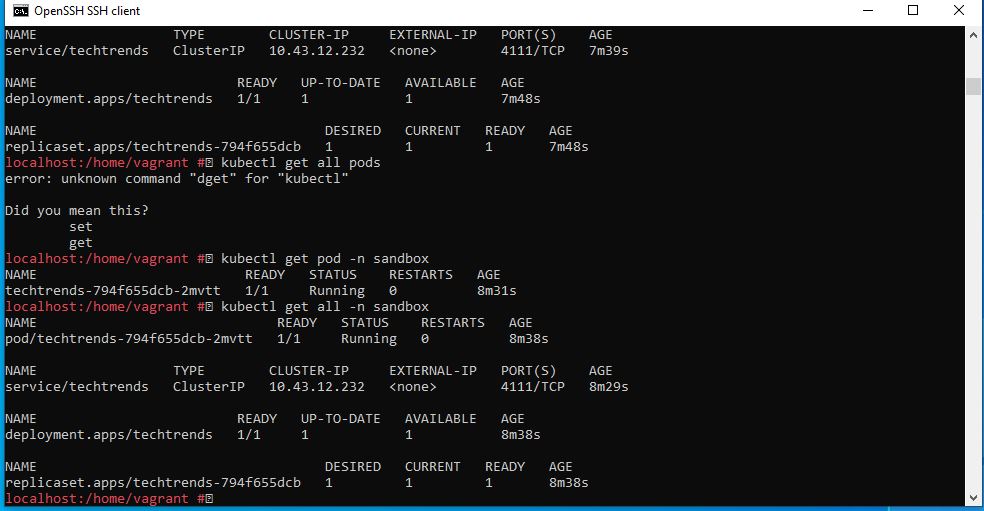 OpenSSH SSH client
NAME TYPE CLUSTER-IP EXTERNAL-IP PORT(S) AGE
service/techtrends ClusterIP 10.43.12.232 <none> 4111/TCP 7m39s
NAME READY UP-TO-DATE AVAILABLE AGE
deployment.apps/techtrends 1/1 1 1 7m48s
NAME DESIRED CURRENT READY AGE
replicaset.apps/techtrends-794f655dcb 1 1 1 7m48s
localhost:/home/vagrant # kubectl get all pods
error: unknown command "dget" for "kubectl"
Did you mean this?
set
get
localhost:/home/vagrant # kubectl get pod -n sandbox
NAME READY STATUS RESTARTS AGE
techtrends-794f655dcb-2mvtt 1/1 Running 0 8m31s
localhost:/home/vagrant # kubectl get all -n sandbox
NAME READY STATUS RESTARTS AGE
pod/techtrends-794f655dcb-2mvtt 1/1 Running 0 8m38s
NAME TYPE CLUSTER-IP EXTERNAL-IP PORT(S) AGE
service/techtrends ClusterIP 10.43.12.232 <none> 4111/TCP 8m29s
NAME READY UP-TO-DATE AVAILABLE AGE
deployment.apps/techtrends 1/1 1 1 8m38s
NAME DESIRED CURRENT READY AGE
replicaset.apps/techtrends-794f655dcb 1 1 1 8m38s
localhost:/home/vagrant #